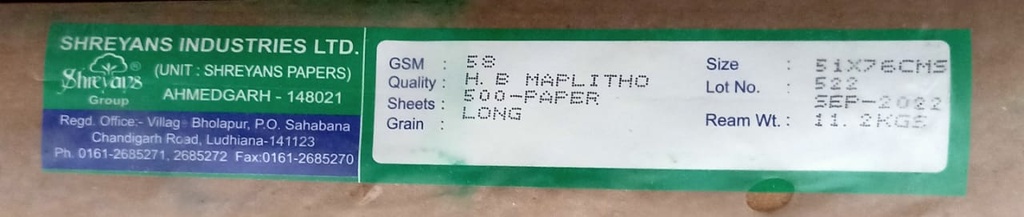 SHREYANS INDUSTRIES LTD.
Shreyans®
Group
(UNIT : SHREYANS PAPERS)
AHMEDGARH - 148021
Regd. Office:- Villag Bholapur, P.O. Sahabana
Chandigarh Road, Ludhiana-141123
Ph. 0161-2685271, 2685272 Fax:0161-2685270
GSM : 58
Quality : H.B MAPLITHO
Sheets : 500-PAPER
Grain : LONG
Size : 51X76CMS
Lot No. : 522
SEP-2022
Ream Wt. : 11.2KGS